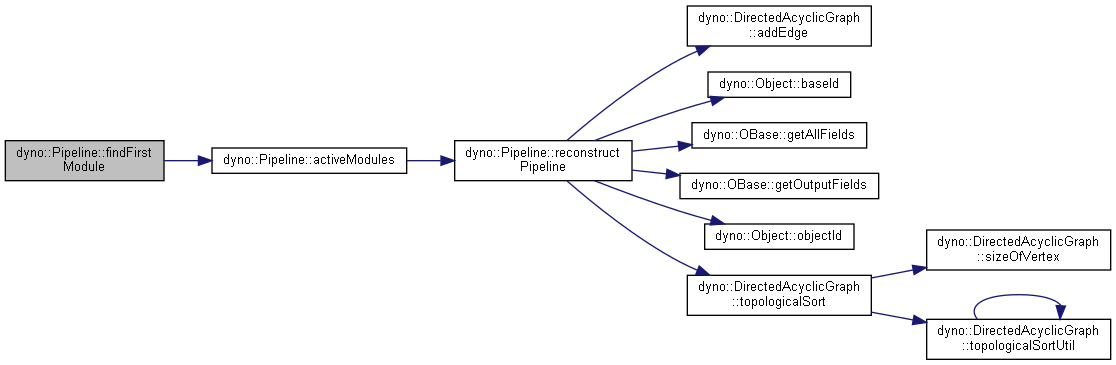 dyno::Pipeline::findFirst
Module
dyno::Pipeline::activeModules
dyno::Pipeline::reconstruct
Pipeline
dyno::DirectedAcyclicGraph
::addEdge
dyno::Object::baseId
dyno::OBase::getAllFields
dyno::OBase::getOutputFields
dyno::Object::objectId
dyno::DirectedAcyclicGraph
::topologicalSort
dyno::DirectedAcyclicGraph
::sizeOfVertex
dyno::DirectedAcyclicGraph
::topologicalSortUtil